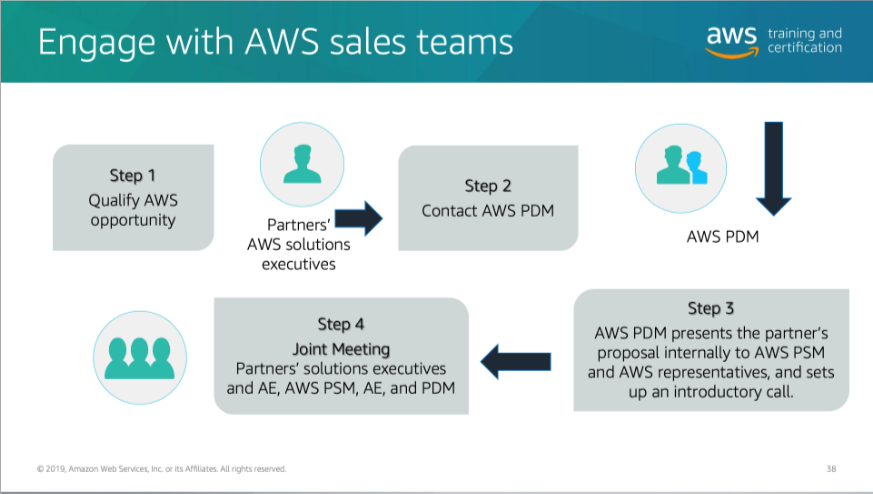 Engage with AWS sales teams
aws training and
certification
Step 1
Qualify AWS
opportunity
Partners'
AWS solutions
executives
Step 2
Contact AWS PDM
AWS PDM
Step 3
AWS PDM presents the partner's
proposal internally to AWS PSM
and AWS representatives, and sets
up an introductory call.
Step 4
Joint Meeting
Partners' solutions executives
and AE, AWS PSM, AE, and PDM
© 2019, Amazon Web Services, Inc. or its Affiliates. All rights reserved.
38